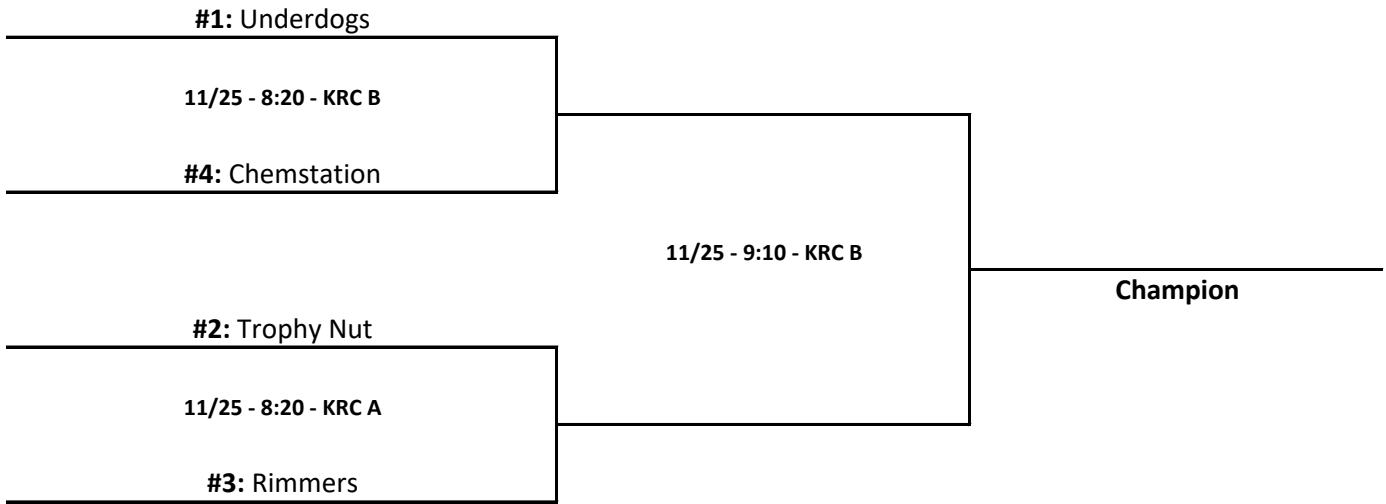 #1: Underdogs
11/25 - 8:20 - KRC B
#4: Chemstation
11/25 - 9:10 - KRC B
Champion
#2: Trophy Nut
11/25 - 8:20 - KRC A
#3: Rimmers